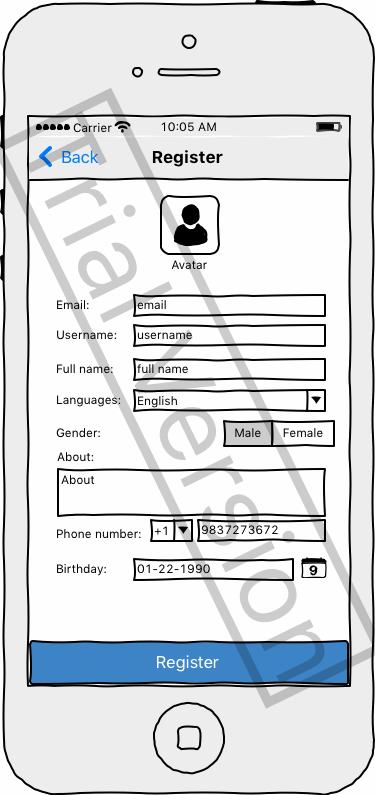 Carrier 10:05 AM
Back Register
Avatar
Email: email
Username: username
Full name: full name
Languages: English
Gender: Male Female
About:
About
Phone number: +1 9837273672
Birthday: 01-22-1990 9
Register
Trial Version